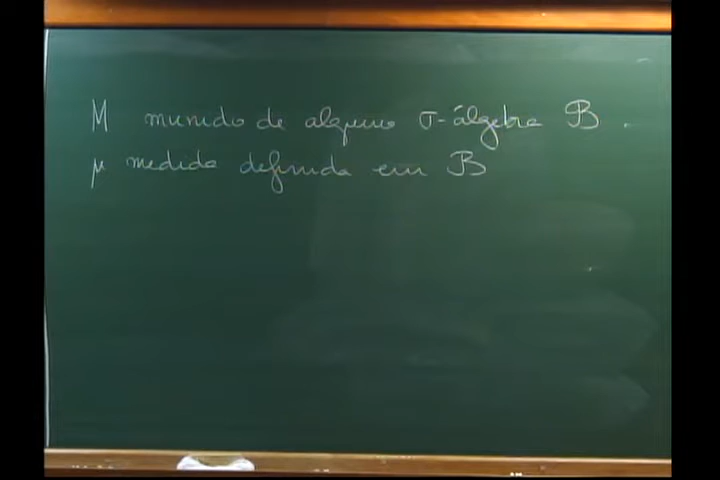 M munido de alguma σ-álgebra B.
μ medida definida em B